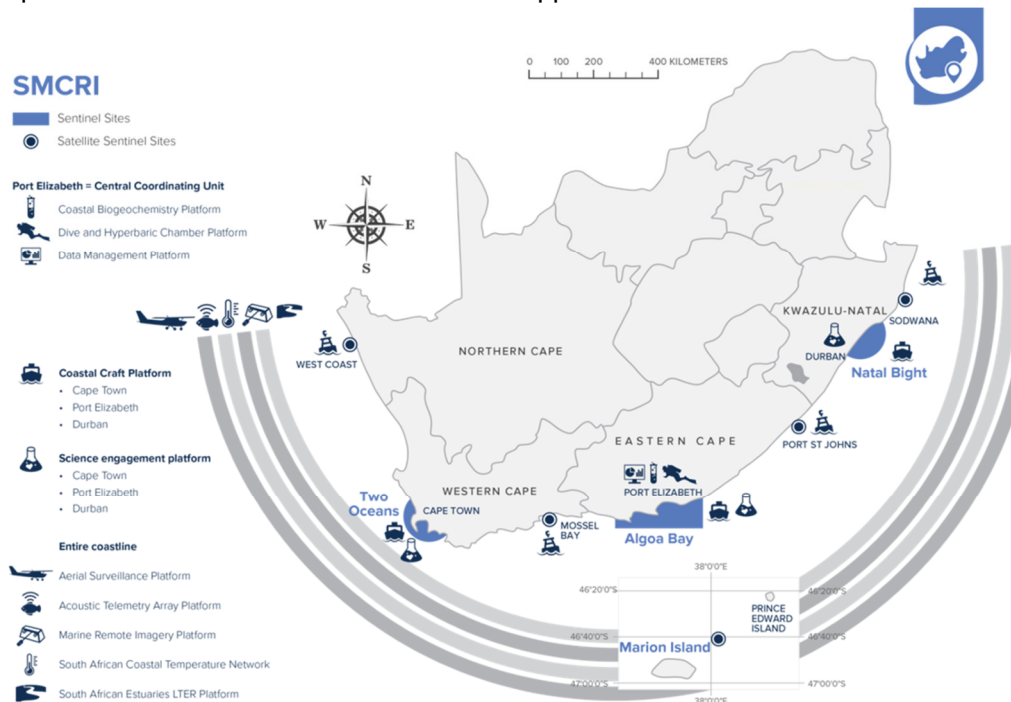 SMCRI
Sentinel Sites
Satellite Sentinel Sites
Port Elizabeth = Central Coordinating Unit
Coastal Biogeochemistry Platform
Dive and Hyperbaric Chamber Platform
Data Management Platform
Coastal Craft Platform
• Cape Town
• Port Elizabeth
• Durban
Science engagement platform
• Cape Town
• Port Elizabeth
• Durban
Entire coastline
Aerial Surveillance Platform
Acoustic Telemetry Array Platform
Marine Remote Imagery Platform
South African Coastal Temperature Network
South African Estuaries LTER Platform
0 100 200 400 KILOMETERS
N
W E
S
WEST COAST
NORTHERN CAPE
KWAZULU-NATAL
SODWANA
DURBAN
Natal Bight
PORT ST JOHNS
EASTERN CAPE
PORT ELIZABETH
Algoa Bay
WESTERN CAPE
Two
Oceans
CAPE TOWN
MOSSEL
BAY
38°0'0"E
46°20'0"S 46°20'0"S
PRINCE
EDWARD
ISLAND
46°40'0"S 46°40'0"S
Marion Island
47°00'0"S 47°00'0"S
38°0'0"E